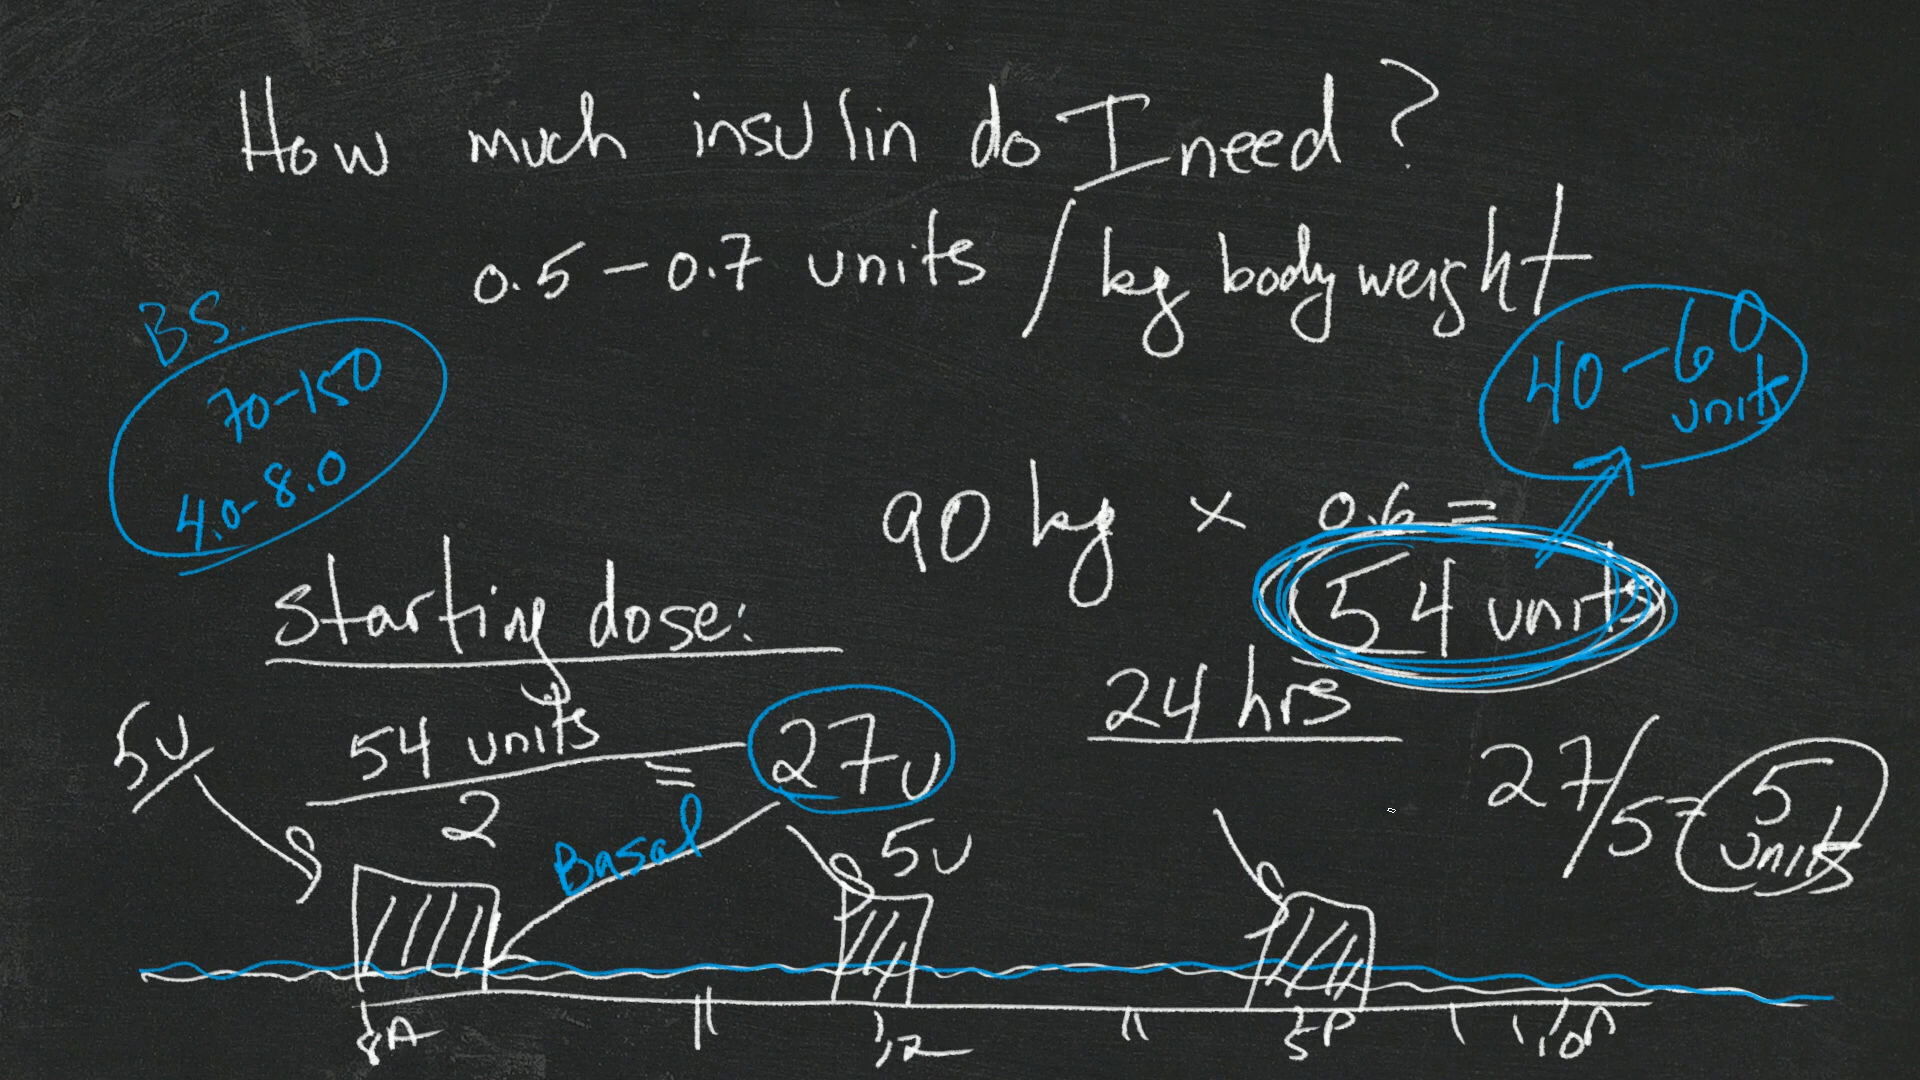 How much insulin do I need?
0.5 - 0.7 units / kg body weight
BS.
70-150
4.0-8.0
40-60
units
90 kg × 0.6 =
54 units
24 hrs
Starting dose:
5u
54 units
2
= 27u
Basal
5u
27/5=
5
units
8A
12
5P
10P